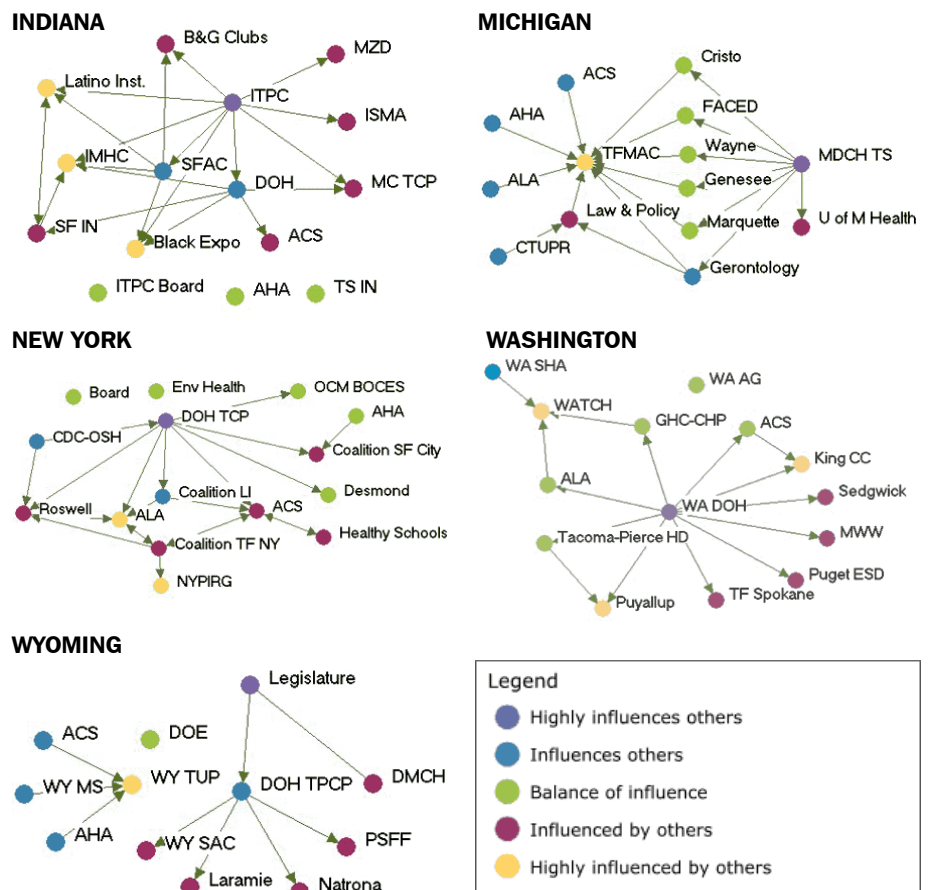 INDIANA
B&G Clubs
MZD
Latino Inst.
ITPC
ISMA
IMHC
SFAC
DOH
MC TCP
SF IN
Black Expo
ACS
ITPC Board
AHA
TS IN
MICHIGAN
Cristo
ACS
FACED
AHA
Wayne
TFMAC
MDCH TS
Genesee
ALA
Law & Policy
Marquette
U of M Health
CTUPR
Gerontology
NEW YORK
Board
Env Health
OCM BOCES
DOH TCP
AHA
CDC-OSH
Coalition SF City
Coalition LI
Desmond
Roswell
ALA
ACS
Healthy Schools
Coalition TF NY
NYPIRG
WASHINGTON
WA SHA
WA AG
WATCH
GHC-CHP
ACS
King CC
ALA
Sedgwick
WA DOH
MWW
Tacoma-Pierce HD
Puget ESD
TF Spokane
Puyallup
WYOMING
Legislature
ACS
DOE
WY TUP
DOH TPCP
DMCH
WY MS
AHA
WY SAC
PSFF
Laramie
Natrona
Legend
Highly influences others
Influences others
Balance of influence
Influenced by others
Highly influenced by others